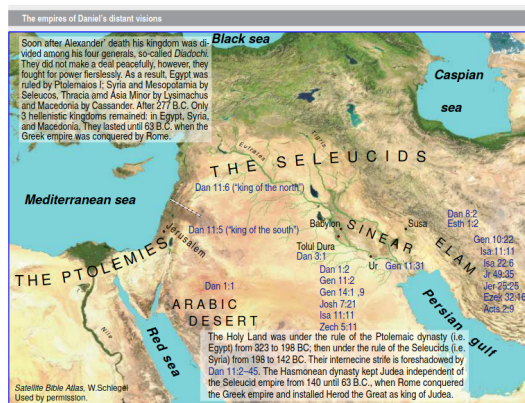 The empires of Daniel's distant visions
Soon after Alexander' death his kingdom was di-
vided among his four generals, so-called Diadochi.
They did not make a deal peacefully, however, they
fought for power fierslessly. As a result, Egypt was
ruled by Ptolemaios I; Syria and Mesopotamia by
Seleucos, Thracia amd Asia Minor by Lysimachus
and Macedonia by Cassander. After 277 B.C. Only
3 hellenistic kingdoms remained: in Egypt, Syria,
and Macedonia. They lasted until 63 B.C. when the
Greek empire was conquered by Rome.
Black sea
Caspian
sea
Eufrates
Tigris
THE SELEUCIDS
Mediterranean sea
Dan 11:6 ("king of the north")
Dan 11:5 ("king of the south")
Jerusalem
Babylon
SINEAR
Susa
Dan 8:2
Esth 1:2
ELAM
Gen 10:22
Isa 11:11
Isa 22:6
Jr 49:35
Jer 25:25
Ezek 32:16
Acts 2:9
Tolul Dura
Dan 3:1
Ur
Gen 11:31
THE PTOLEMIES
Dan 1:1
Dan 1:2
Gen 11:2
Gen 14:1 ,9
Josh 7:21
Isa 11:11
Zech 5:11
ARABIC
DESERT
Nile
Red sea
Persian gulf
The Holy Land was under the rule of the Ptolemaic dynasty (i.e.
Egypt) from 323 to 198 BC; then under the rule of the Seleucids (i.e.
Syria) from 198 to 142 BC. Their internecine strife is foreshadowed by
Dan 11:2–45. The Hasmonean dynasty kept Judea independent of
the Seleucid empire from 140 until 63 B.C., when Rome conquered
the Greek empire and installed Herod the Great as king of Judea.
Satellite Bible Atlas, W.Schlegel
Used by permission.